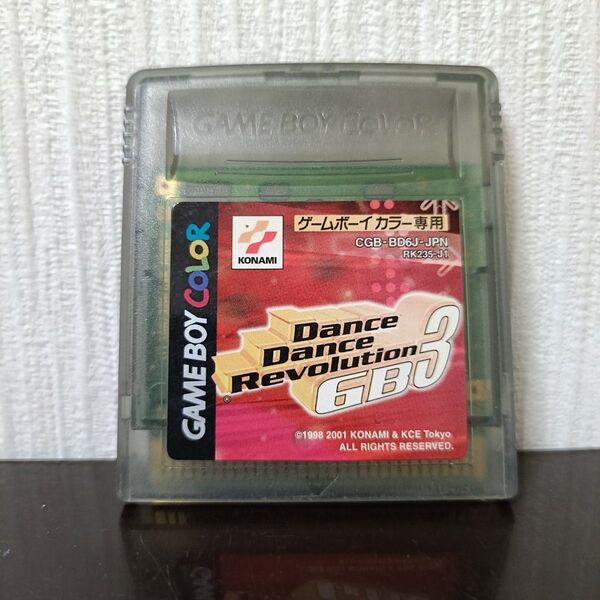 GAME BOY COLOR
GAME BOY COLOR
KONAMI
ゲームボーイカラー専用
CGB-BD6J-JPN
RK235-J1
Dance
Dance
Revolution
GB3
®
©1998 2001 KONAMI & KCE Tokyo
ALL RIGHTS RESERVED.